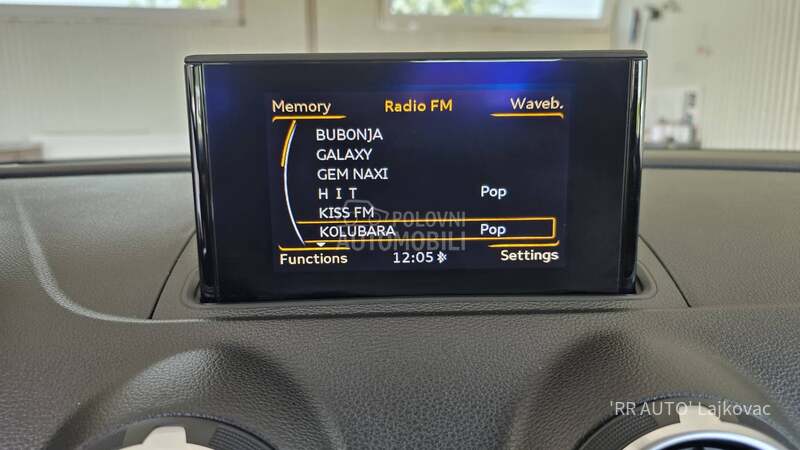 Memory Radio FM Waveb.
BUBONJA
GALAXY
GEM NAXI
H I T Pop
KISS FM
KOLUBARA Pop
POLOVNI
AUTOMOBILI
Functions 12:05 Settings
'RR AUTO' Lajkovac